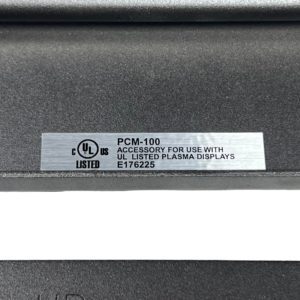 C UL US
LISTED
PCM-100
ACCESSORY FOR USE WITH
UL LISTED PLASMA DISPLAYS
E176225